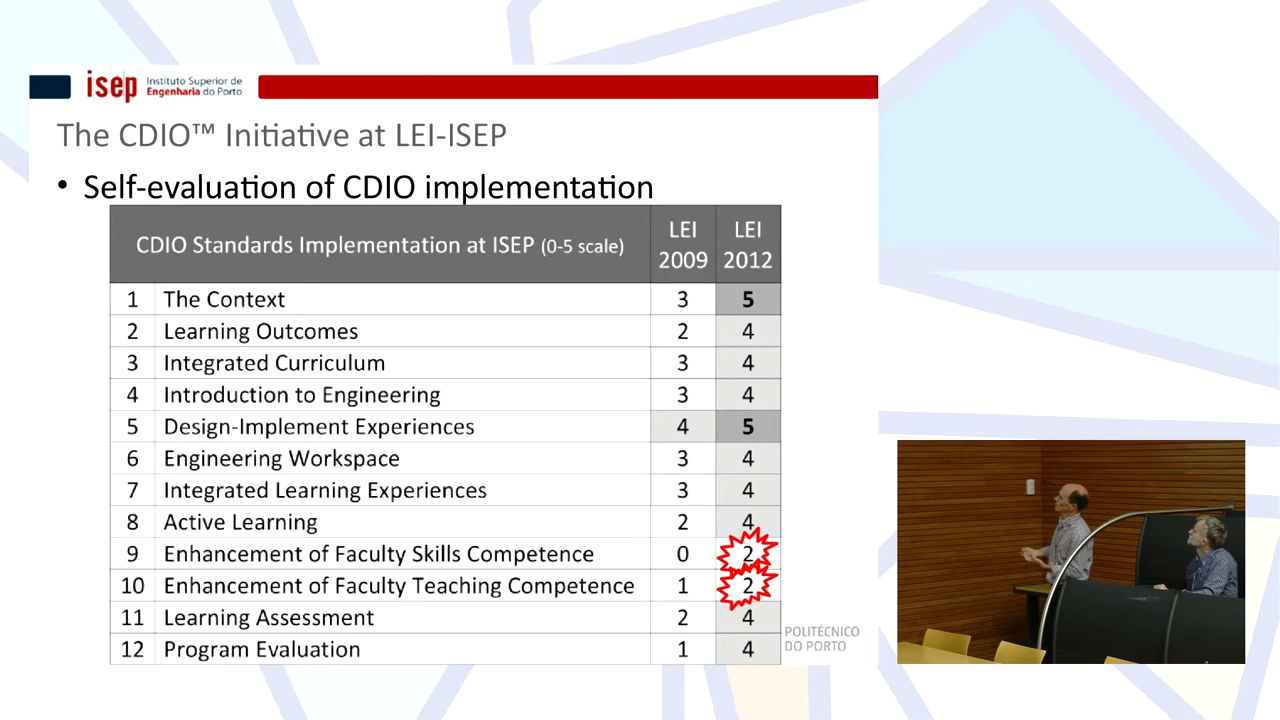 isep Instituto Superior de
Engenharia do Porto
The CDIO™ Initiative at LEI-ISEP
• Self-evaluation of CDIO implementation
CDIO Standards Implementation at ISEP (0-5 scale) LEI 2009 LEI 2012
1 The Context 3 5
2 Learning Outcomes 2 4
3 Integrated Curriculum 3 4
4 Introduction to Engineering 3 4
5 Design-Implement Experiences 4 5
6 Engineering Workspace 3 4
7 Integrated Learning Experiences 3 4
8 Active Learning 2 4
9 Enhancement of Faculty Skills Competence 0 2
10 Enhancement of Faculty Teaching Competence 1 2
11 Learning Assessment 2 4
12 Program Evaluation 1 4
POLITÉCNICO
DO PORTO